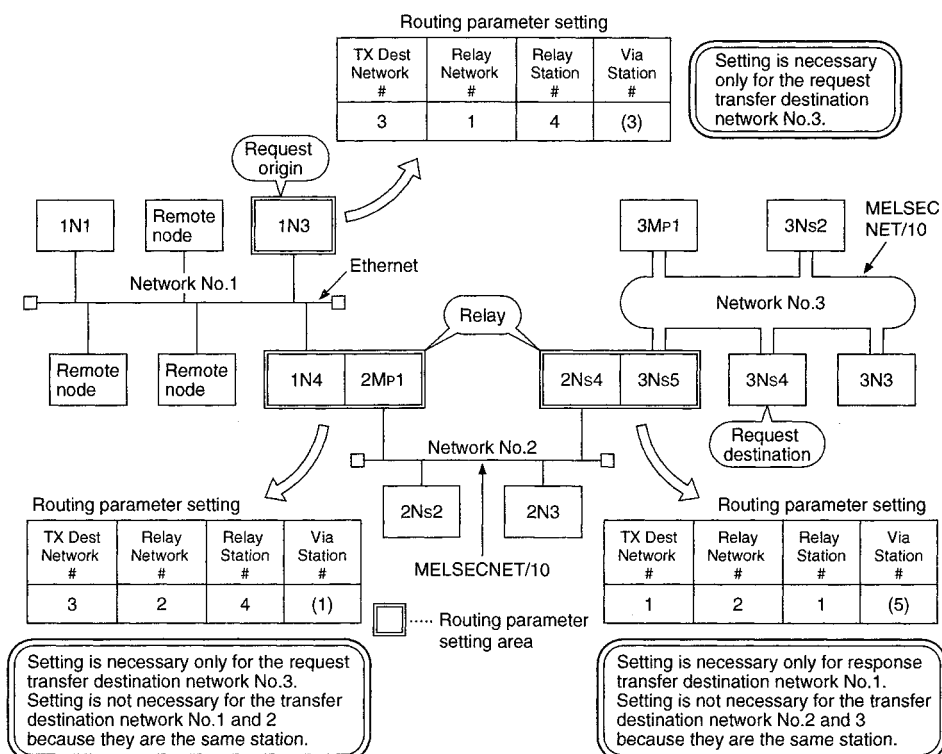 Routing parameter setting
TX Dest Network # | Relay Network # | Relay Station # | Via Station #
3 | 1 | 4 | (3)
Setting is necessary
only for the request
transfer destination
network No.3.
Request
origin
1N1
Remote
node
1N3
Ethernet
Network No.1
Remote
node
Remote
node
1N4
2MP1
Relay
2Ns4
3Ns5
3MP1
3Ns2
MELSEC
NET/10
Network No.3
3Ns4
3N3
Request
destination
Network No.2
2Ns2
2N3
MELSECNET/10
Routing parameter setting
TX Dest Network # | Relay Network # | Relay Station # | Via Station #
3 | 2 | 4 | (1)
Setting is necessary only for the request
transfer destination network No.3.
Setting is not necessary for the transfer
destination network No.1 and 2
because they are the same station.
..... Routing parameter
setting area
Routing parameter setting
TX Dest Network # | Relay Network # | Relay Station # | Via Station #
1 | 2 | 1 | (5)
Setting is necessary only for response
transfer destination network No.1.
Setting is not necessary for the transfer
destination network No.2 and 3
because they are the same station.